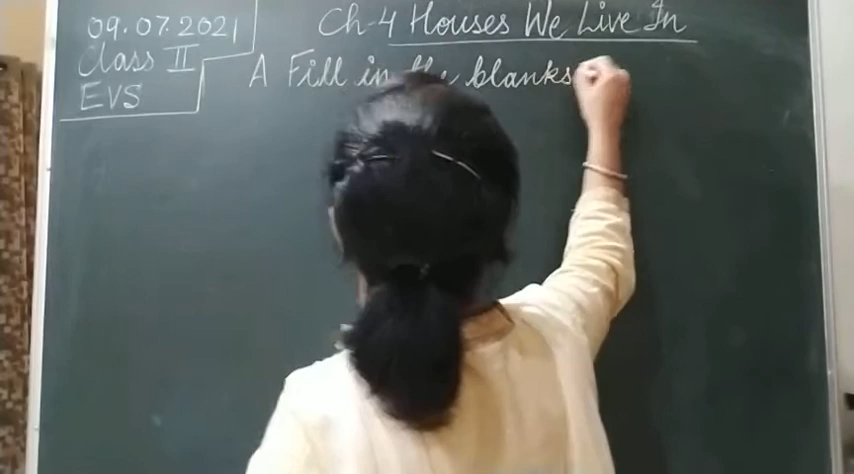 09.07.2021
Class II
EVS
Ch-4 Houses We Live In
A Fill in the blanks